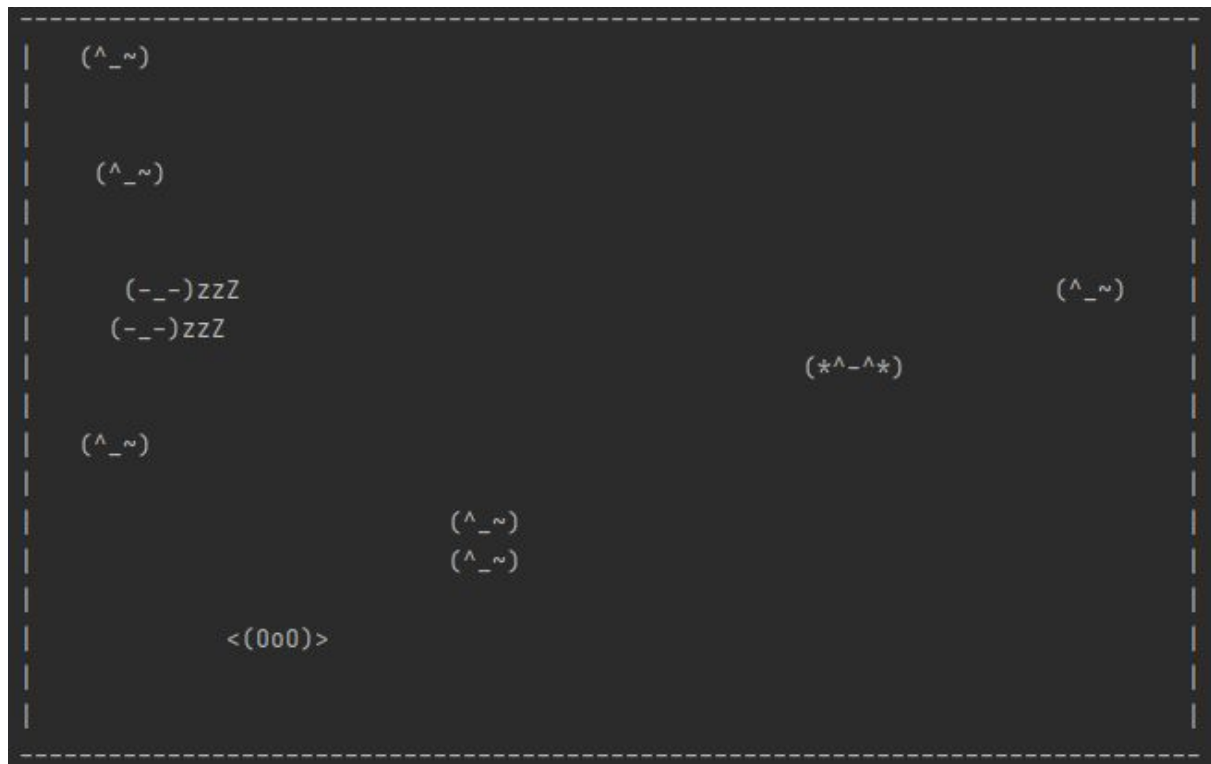 ---------------------------------------------------------------------------------
|   (^_~)                                                                       |
|                                                                               |
|                                                                               |
|    (^_~)                                                                      |
|                                                                               |
|                                                                               |
|      (-_-)zzZ                                                        (^_~)    |
|     (-_-)zzZ                                                                  |
|                                                     (*^-^*)                   |
|                                                                               |
|   (^_~)                                                                       |
|                                                                               |
|                            (^_~)                                              |
|                            (^_~)                                              |
|                                                                               |
|             <(0o0)>                                                           |
|                                                                               |
|                                                                               |
---------------------------------------------------------------------------------